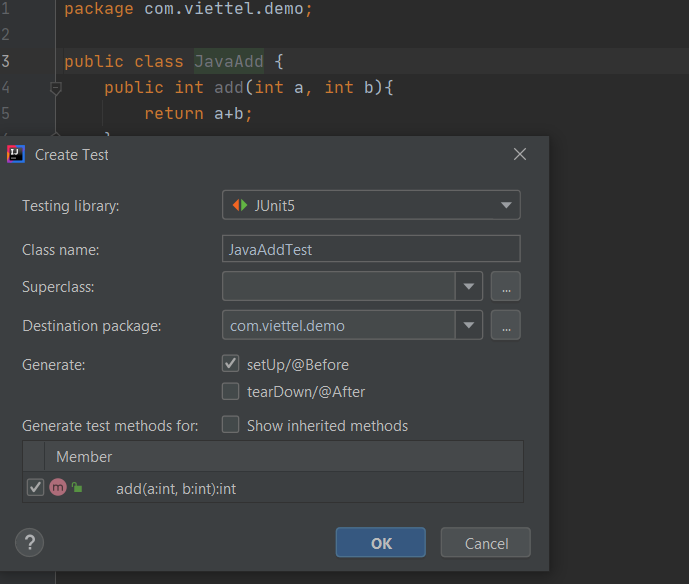 1 package com.viettel.demo;
2
3 public class JavaAdd {
4 public int add(int a, int b){
5 return a+b;
Create Test
Testing library: JUnit5
Class name: JavaAddTest
Superclass: ...
Destination package: com.viettel.demo ...
Generate: setUp/@Before
tearDown/@After
Generate test methods for: Show inherited methods
Member
m add(a:int, b:int):int
? OK Cancel